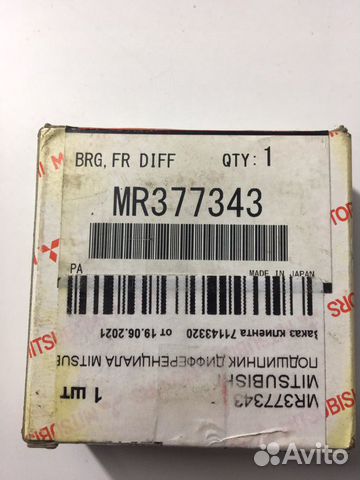 BRG, FR DIFF QTY: 1
MR377343
PA MADE IN JAPAN
Заказ клиента 71143320 от 19.06.2021
ПОДШИПНИК ДИФФЕРЕНЦИАЛА MITSUB
MITSUBISHI
MR377343
1 ШТ
Avito